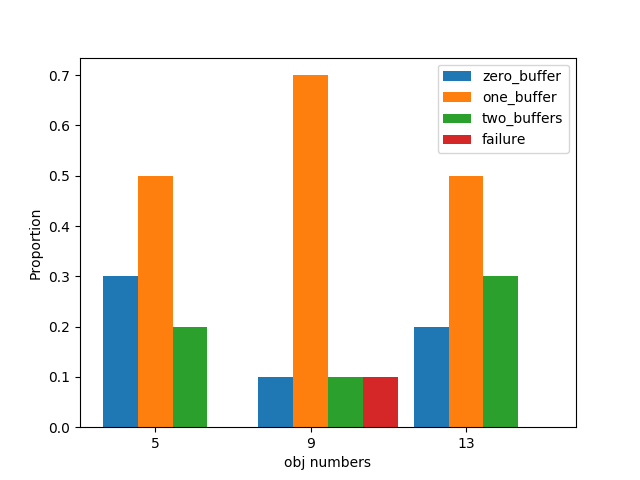 0.7
0.6
0.5
0.4
0.3
0.2
0.1
0.0
Proportion
5
9
13
obj numbers
zero_buffer
one_buffer
two_buffers
failure